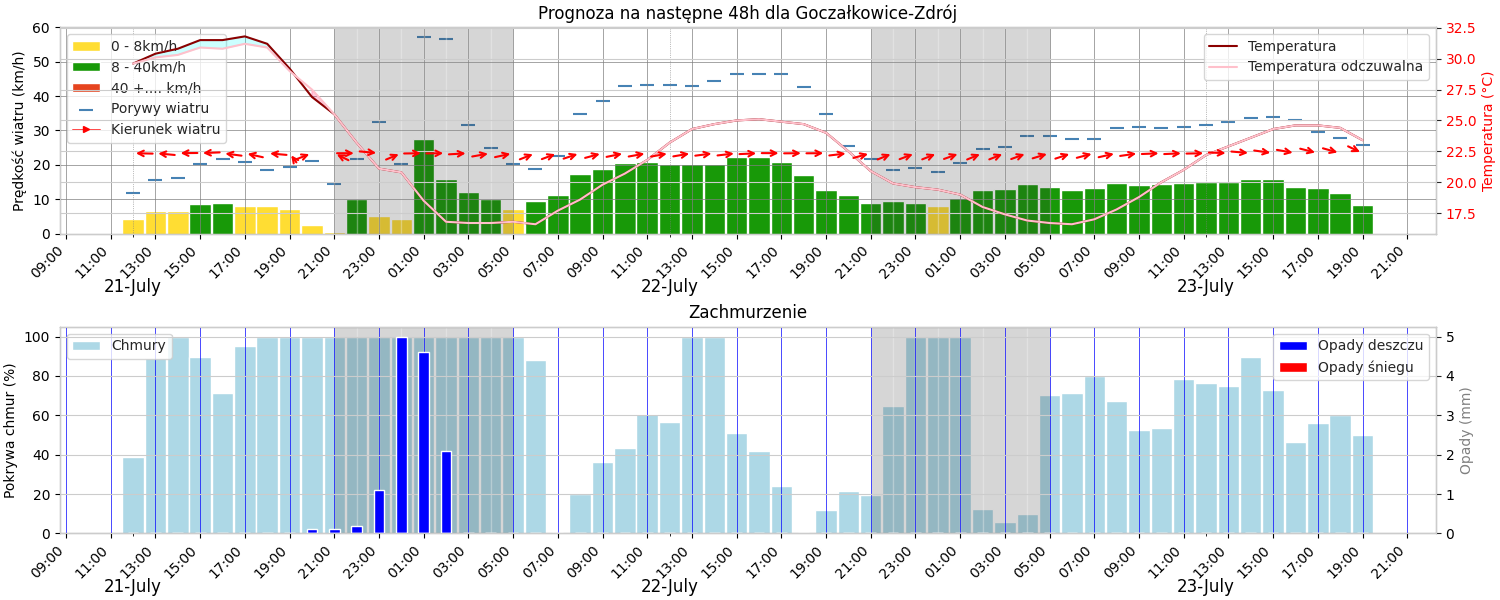 Prognoza na następne 48h dla Goczałkowice-Zdrój
Prędkość wiatru (km/h)
60
50
40
30
20
10
0
0 - 8km/h
8 - 40km/h
40 +.... km/h
Porywy wiatru
Kierunek wiatru
Temperatura
Temperatura odczuwalna
32.5
30.0
27.5
25.0
22.5
20.0
17.5
Temperatura (°C)
09:00 11:00 13:00 15:00 17:00 19:00 21:00 23:00 01:00 03:00 05:00 07:00 09:00 11:00 13:00 15:00 17:00 19:00 21:00 23:00 01:00 03:00 05:00 07:00 09:00 11:00 13:00 15:00 17:00 19:00 21:00
21-July 22-July 23-July
Zachmurzenie
Pokrywa chmur (%)
100
80
60
40
20
0
Chmury
Opady deszczu
Opady śniegu
5
4
3
2
1
0
Opady (mm)
09:00 11:00 13:00 15:00 17:00 19:00 21:00 23:00 01:00 03:00 05:00 07:00 09:00 11:00 13:00 15:00 17:00 19:00 21:00 23:00 01:00 03:00 05:00 07:00 09:00 11:00 13:00 15:00 17:00 19:00 21:00
21-July 22-July 23-July